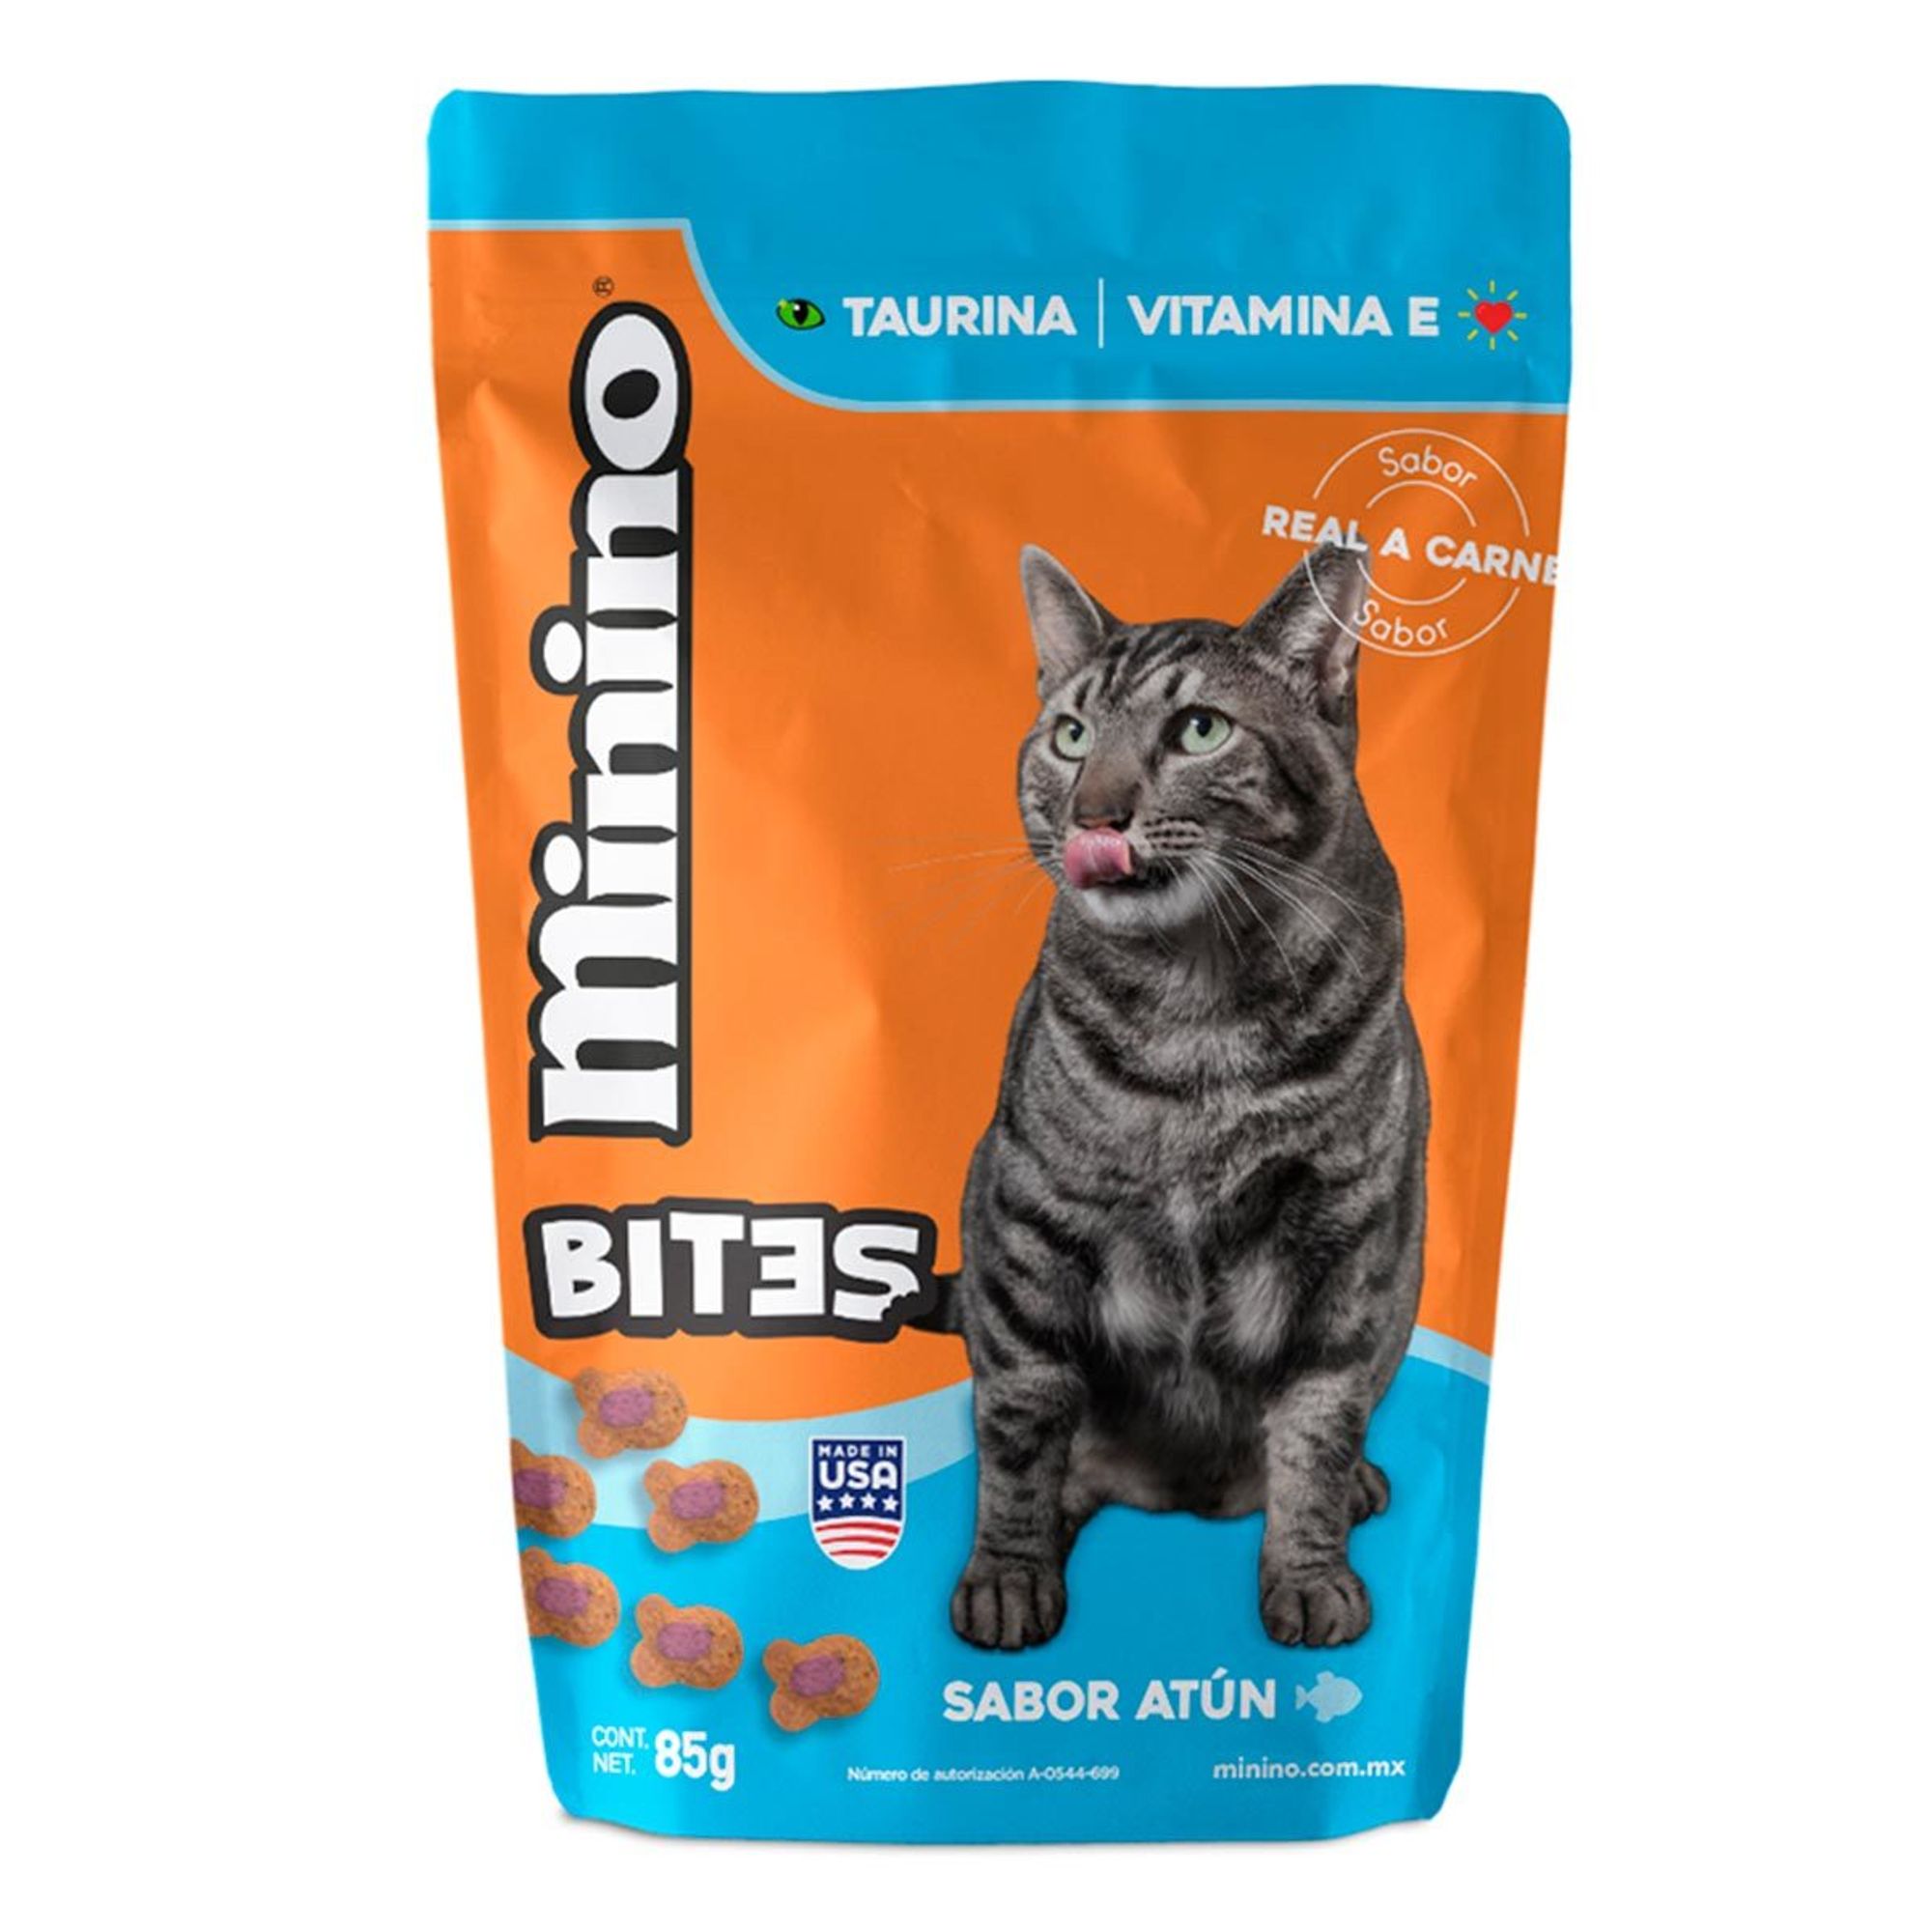 TAURINA | VITAMINA E
Sabor
REAL A CARNE
Sabor
minino®
BITES
MADE IN
USA
SABOR ATÚN
CONT.
NET. 85g
Número de autorización A-0544-699
minino.com.mx